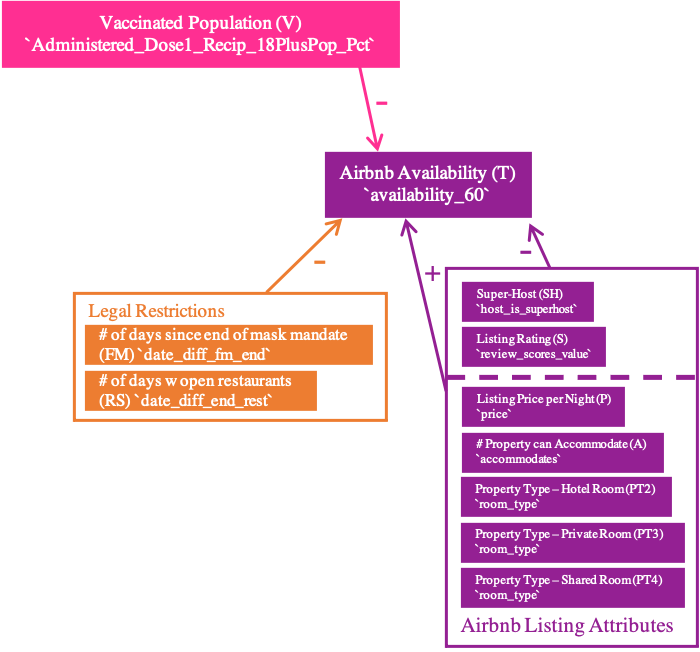 Vaccinated Population (V)
`Administered_Dose1_Recip_18PlusPop_Pct`
–
Airbnb Availability (T)
`availability_60`
–
–
+
Legal Restrictions
# of days since end of mask mandate
(FM) `date_diff_fm_end`
# of days w open restaurants
(RS) `date_diff_end_rest`
Super-Host (SH)
`host_is_superhost`
Listing Rating (S)
`review_scores_value`
Listing Price per Night (P)
`price`
# Property can Accommodate (A)
`accommodates`
Property Type – Hotel Room (PT2)
`room_type`
Property Type – Private Room (PT3)
`room_type`
Property Type – Shared Room (PT4)
`room_type`
Airbnb Listing Attributes